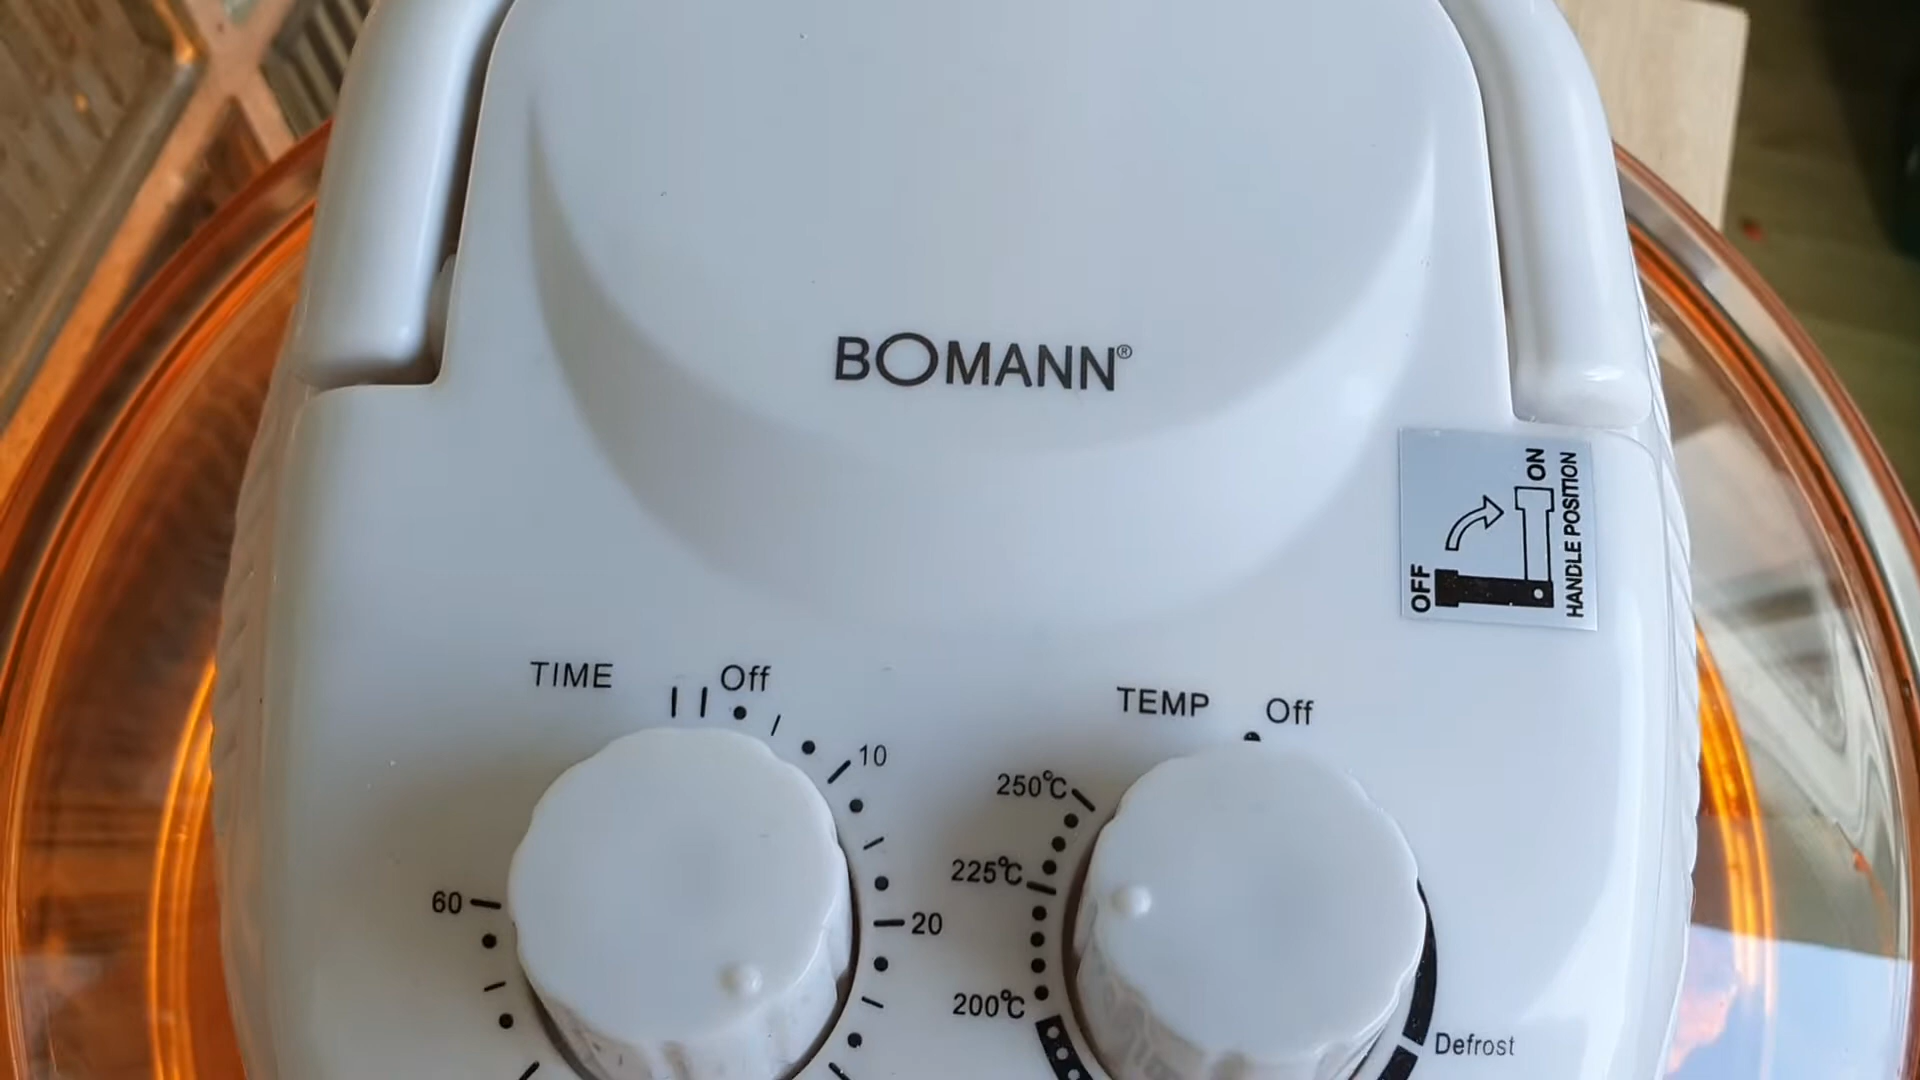 BOMANN®
ON
OFF
HANDLE POSITION
TIME
Off
10
20
60
TEMP
Off
250°C
225°C
200°C
Defrost